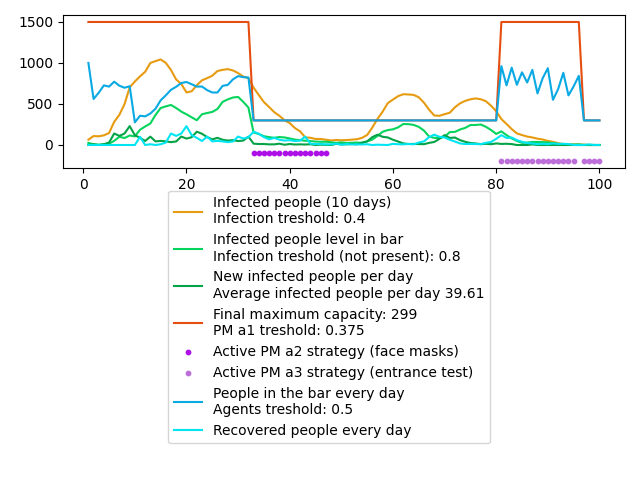 1500
1000
500
0
0
20
40
60
80
100
Infected people (10 days)
Infection treshold: 0.4
Infected people level in bar
Infection treshold (not present): 0.8
New infected people per day
Average infected people per day 39.61
Final maximum capacity: 299
PM a1 treshold: 0.375
Active PM a2 strategy (face masks)
Active PM a3 strategy (entrance test)
People in the bar every day
Agents treshold: 0.5
Recovered people every day